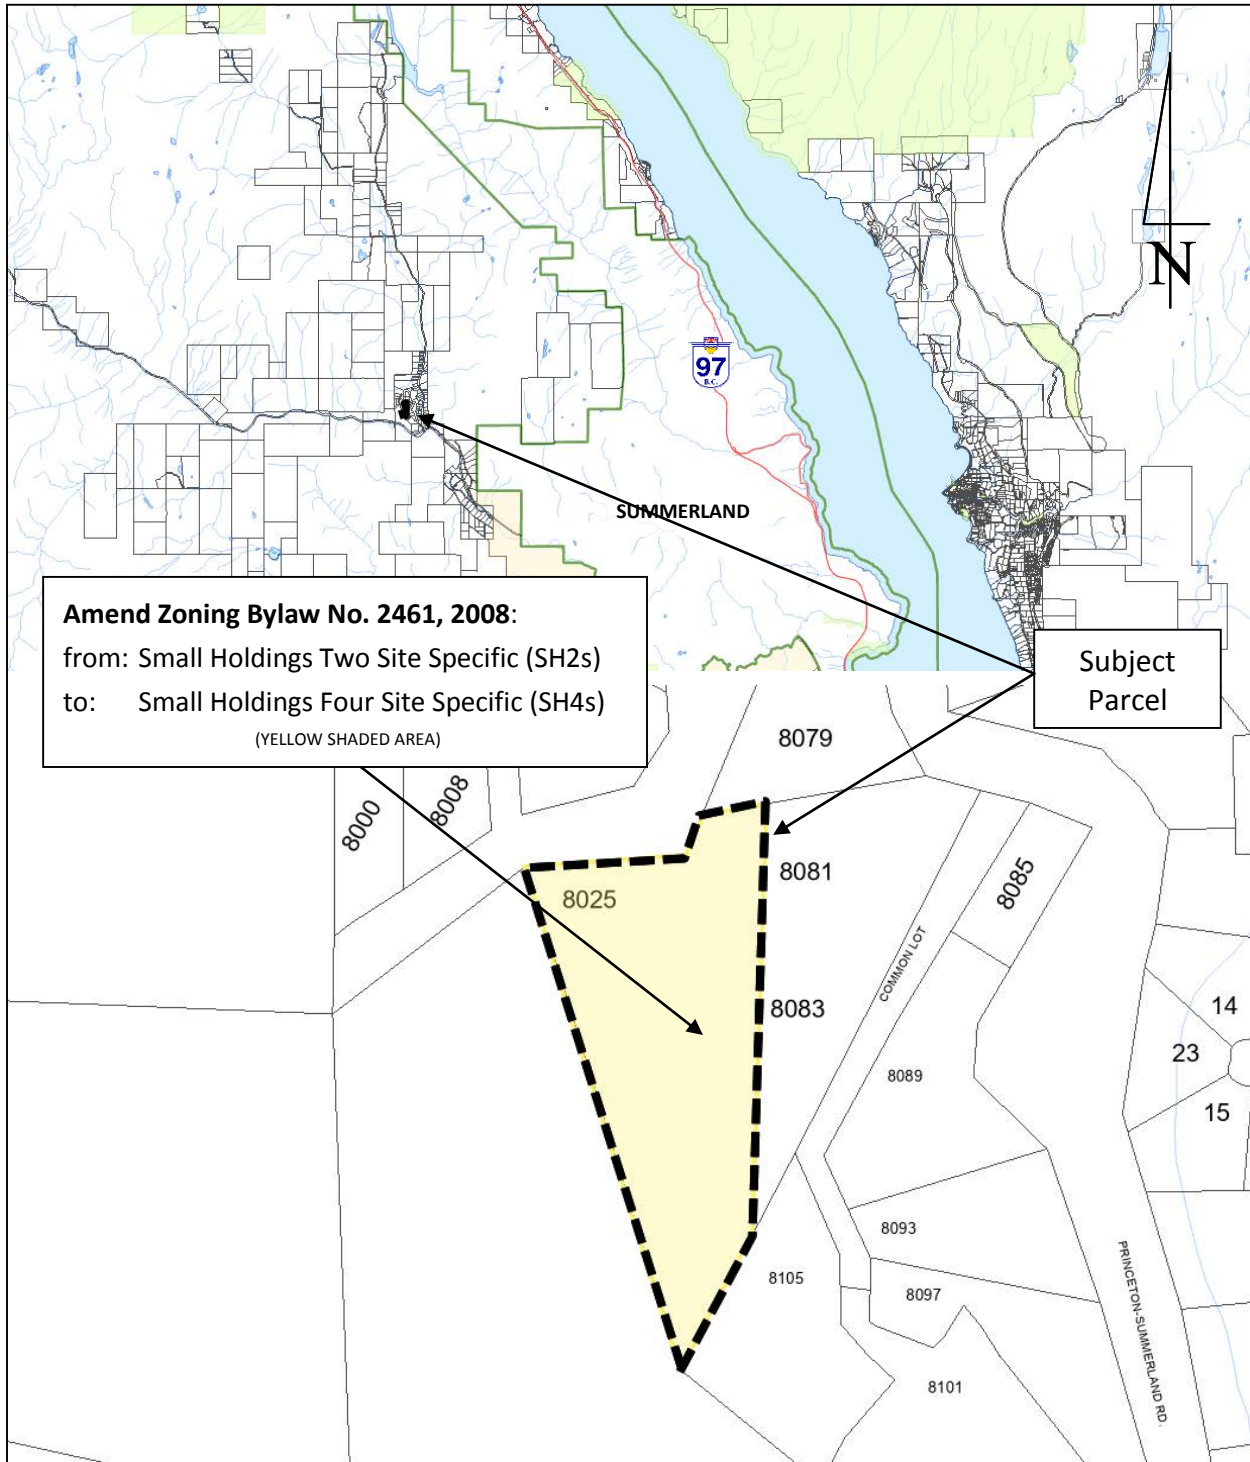 N
97
B.C.
SUMMERLAND
Amend Zoning Bylaw No. 2461, 2008:
from: Small Holdings Two Site Specific (SH2s)
to: Small Holdings Four Site Specific (SH4s)
(YELLOW SHADED AREA)
Subject
Parcel
8079
8000
8008
8025
8081
8085
COMMON LOT
8083
14
23
8089
15
8093
8105
8097
PRINCETON-SUMMERLAND RD.
8101